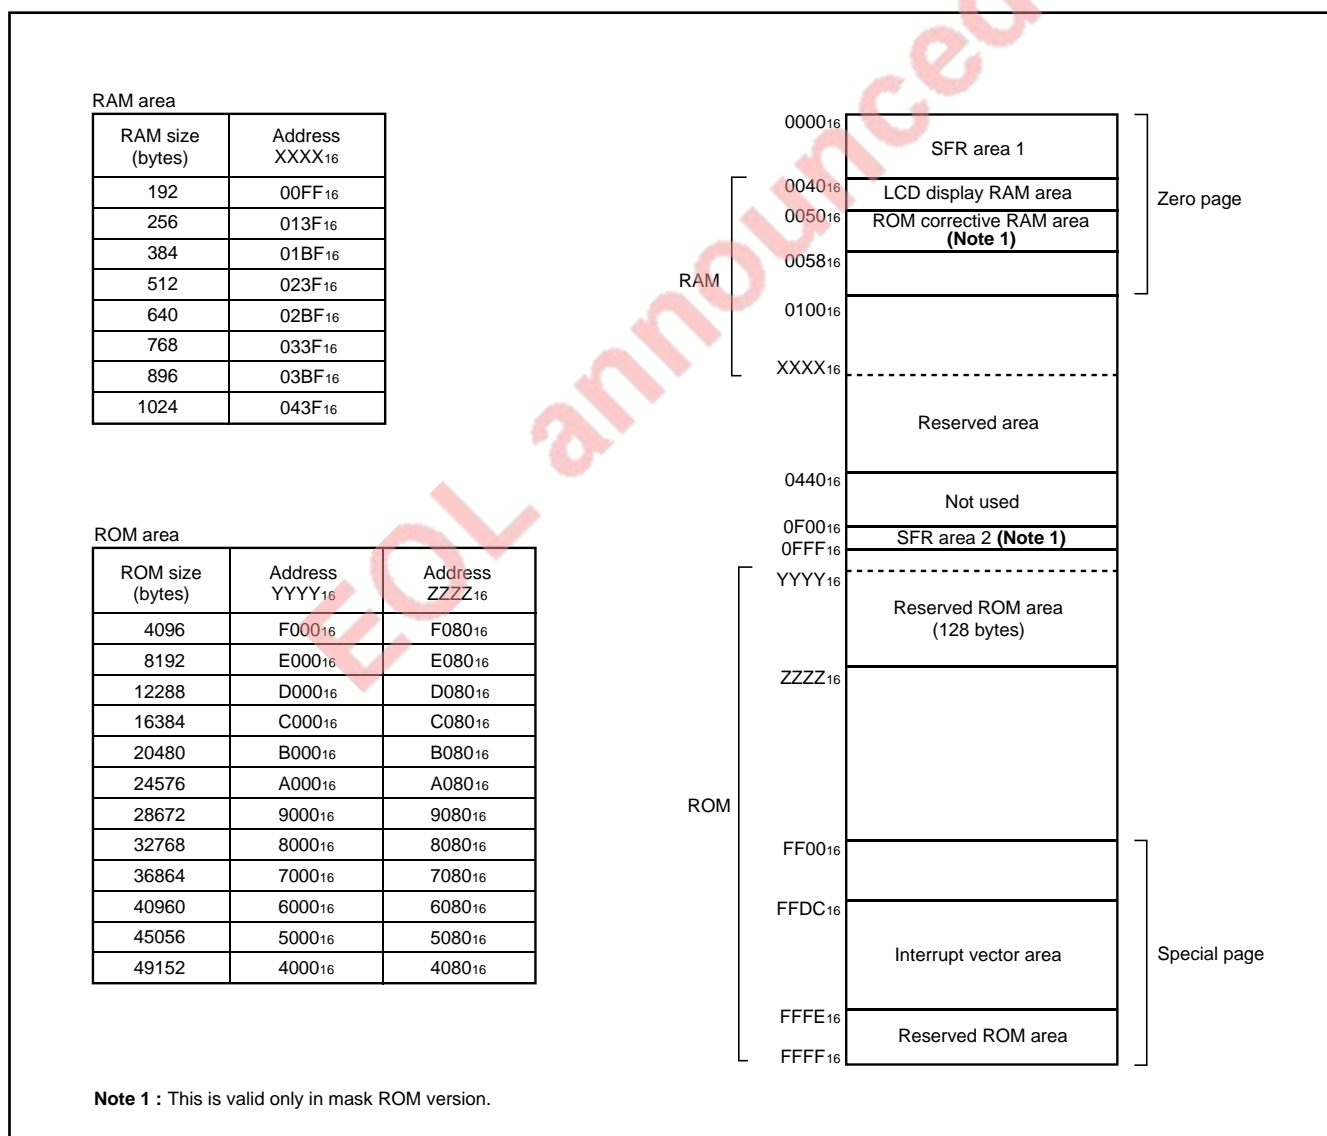 EOL announced
RAM area
RAM size (bytes) Address XXXX16
192 00FF16
256 013F16
384 01BF16
512 023F16
640 02BF16
768 033F16
896 03BF16
1024 043F16
ROM area
ROM size (bytes) Address YYYY16 Address ZZZZ16
4096 F00016 F08016
8192 E00016 E08016
12288 D00016 D08016
16384 C00016 C08016
20480 B00016 B08016
24576 A00016 A08016
28672 900016 908016
32768 800016 808016
36864 700016 708016
40960 600016 608016
45056 500016 508016
49152 400016 408016
RAM
ROM
000016
SFR area 1
004016
LCD display RAM area
005016
ROM corrective RAM area
(Note 1)
005816
010016
XXXX16
Reserved area
044016
Not used
0F0016
SFR area 2 (Note 1)
0FFF16
YYYY16
Reserved ROM area
(128 bytes)
ZZZZ16
FF0016
FFDC16
Interrupt vector area
FFFE16
Reserved ROM area
FFFF16
Zero page
Special page
Note 1 : This is valid only in mask ROM version.